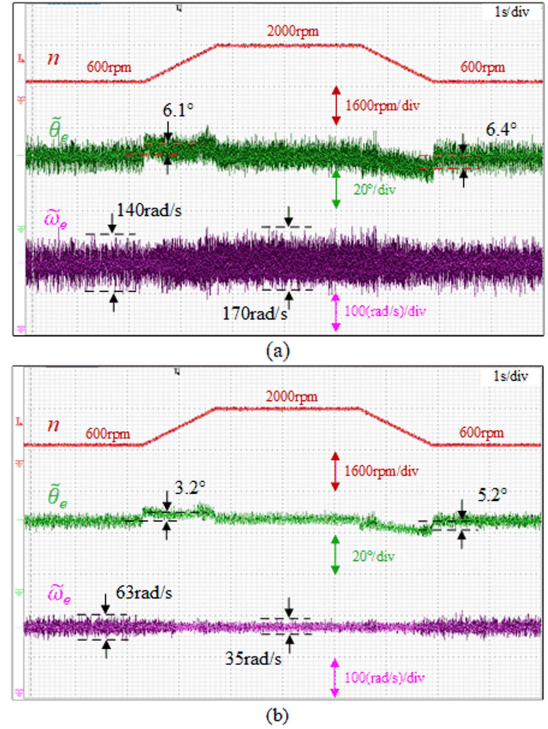 1s/div
2000rpm
n
600rpm
600rpm
1600rpm/div
6.1°
6.4°
θ̃e
20°/div
140rad/s
ω̃e
170rad/s
100(rad/s)/div
(a)
1s/div
2000rpm
n
600rpm
600rpm
1600rpm/div
3.2°
5.2°
θ̃e
20°/div
63rad/s
ω̃e
35rad/s
100(rad/s)/div
(b)